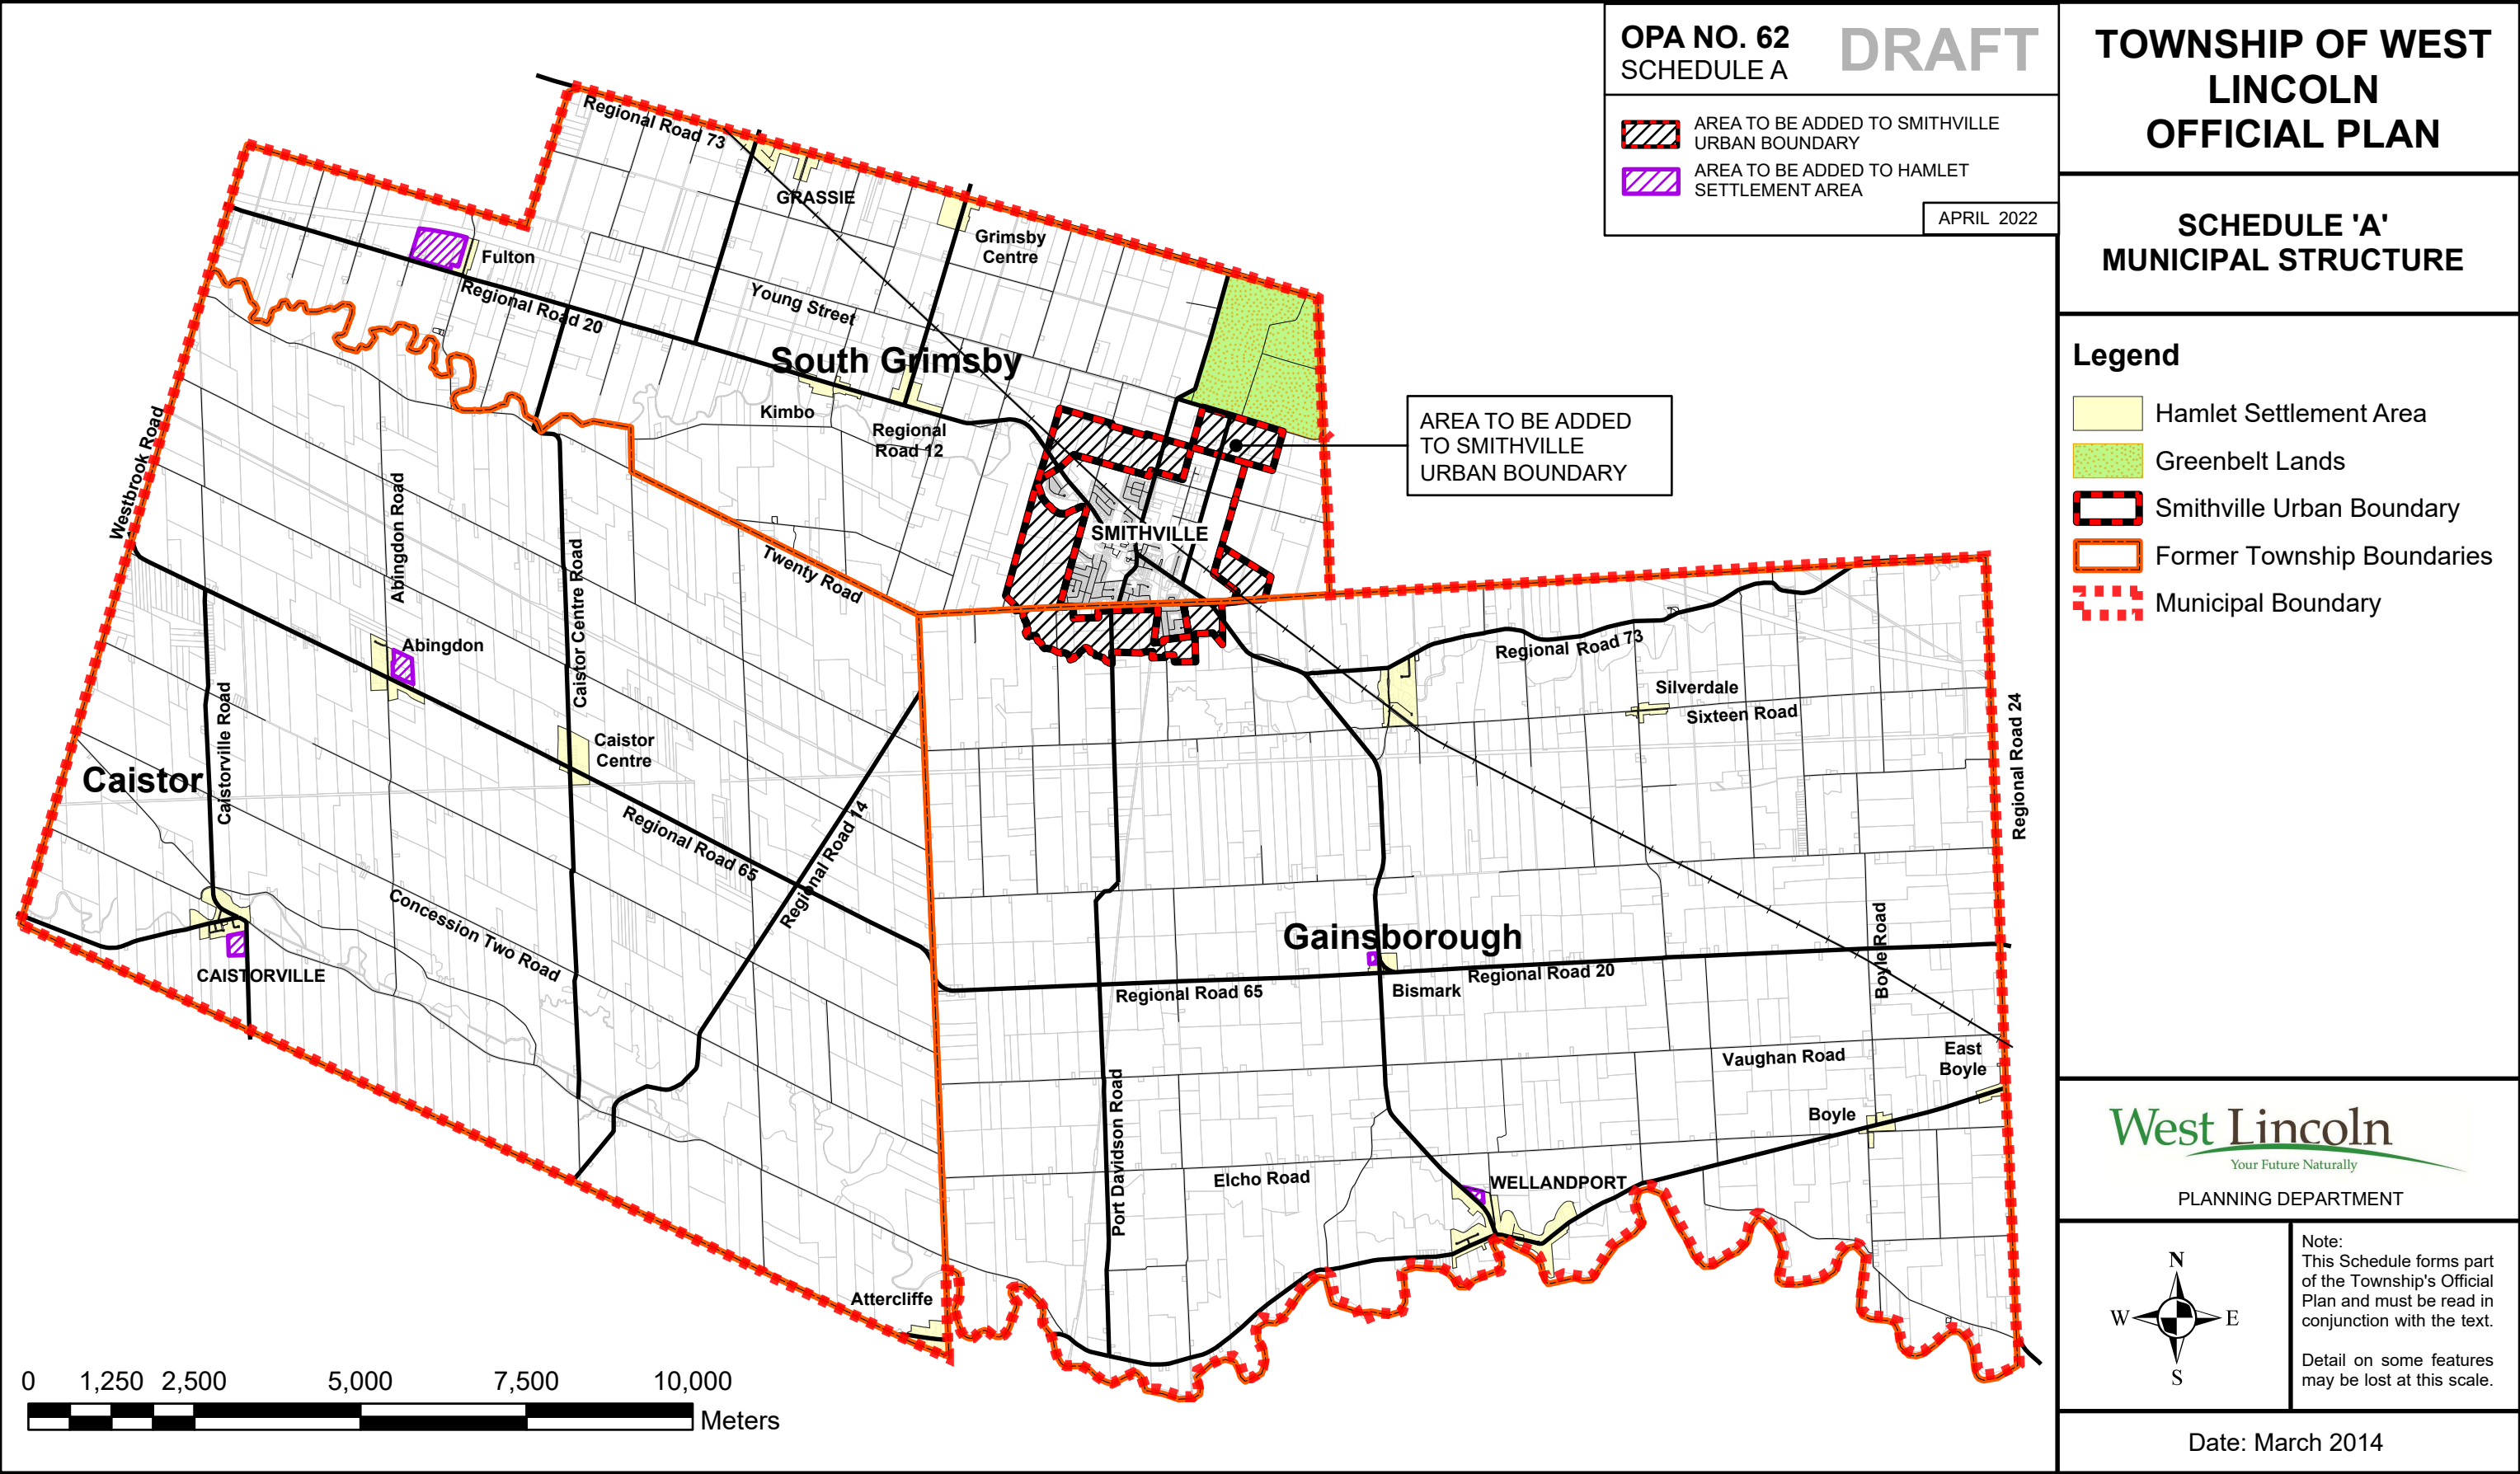 OPA NO. 62
SCHEDULE A
DRAFT
AREA TO BE ADDED TO SMITHVILLE
URBAN BOUNDARY
AREA TO BE ADDED TO HAMLET
SETTLEMENT AREA
APRIL 2022
TOWNSHIP OF WEST
LINCOLN
OFFICIAL PLAN
SCHEDULE 'A'
MUNICIPAL STRUCTURE
Legend
Hamlet Settlement Area
Greenbelt Lands
Smithville Urban Boundary
Former Township Boundaries
Municipal Boundary
West Lincoln
Your Future Naturally
PLANNING DEPARTMENT
N
W
E
S
Note:
This Schedule forms part
of the Township's Official
Plan and must be read in
conjunction with the text.
Detail on some features
may be lost at this scale.
Date: March 2014
Regional Road 73
GRASSIE
Grimsby
Centre
Fulton
Regional Road 20
Young Street
South Grimsby
Kimbo
Regional
Road 12
AREA TO BE ADDED
TO SMITHVILLE
URBAN BOUNDARY
SMITHVILLE
Westbrook Road
Abingdon Road
Caistor Centre Road
Twenty Road
Abingdon
Caistorville Road
Caistor
Centre
Caistor
Regional Road 65
Regional Road 14
Concession Two Road
CAISTORVILLE
Regional Road 73
Silverdale
Sixteen Road
Regional Road 24
Gainsborough
Regional Road 65
Bismark
Regional Road 20
Boyle Road
Vaughan Road
East
Boyle
Boyle
Port Davidson Road
Elcho Road
WELLANDPORT
Attercliffe
0 1,250 2,500 5,000 7,500 10,000
Meters